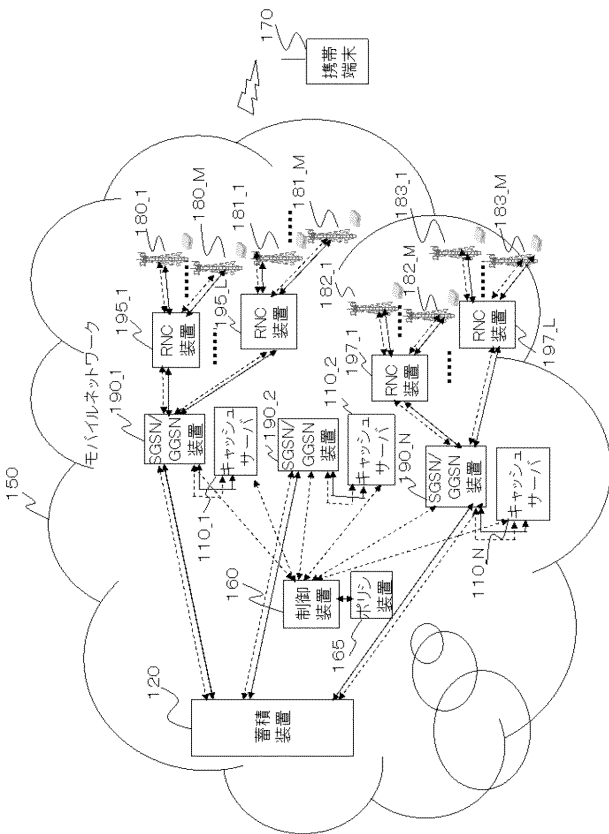 150
モバイルネットワーク
170
携帯
端末
120
蓄積
装置
160
制御
装置
165
ポリシ
装置
190_1
SGSN/
GGSN
装置
110_1
キャッシュ
サーバ
190_2
SGSN/
GGSN
装置
110_2
キャッシュ
サーバ
190_N
SGSN/
GGSN
装置
110_N
キャッシュ
サーバ
195_1
RNC
装置
195_L
RNC
装置
197_1
RNC
装置
197_L
RNC
装置
180_1
180_M
181_1
181_M
182_1
182_M
183_1
183_M